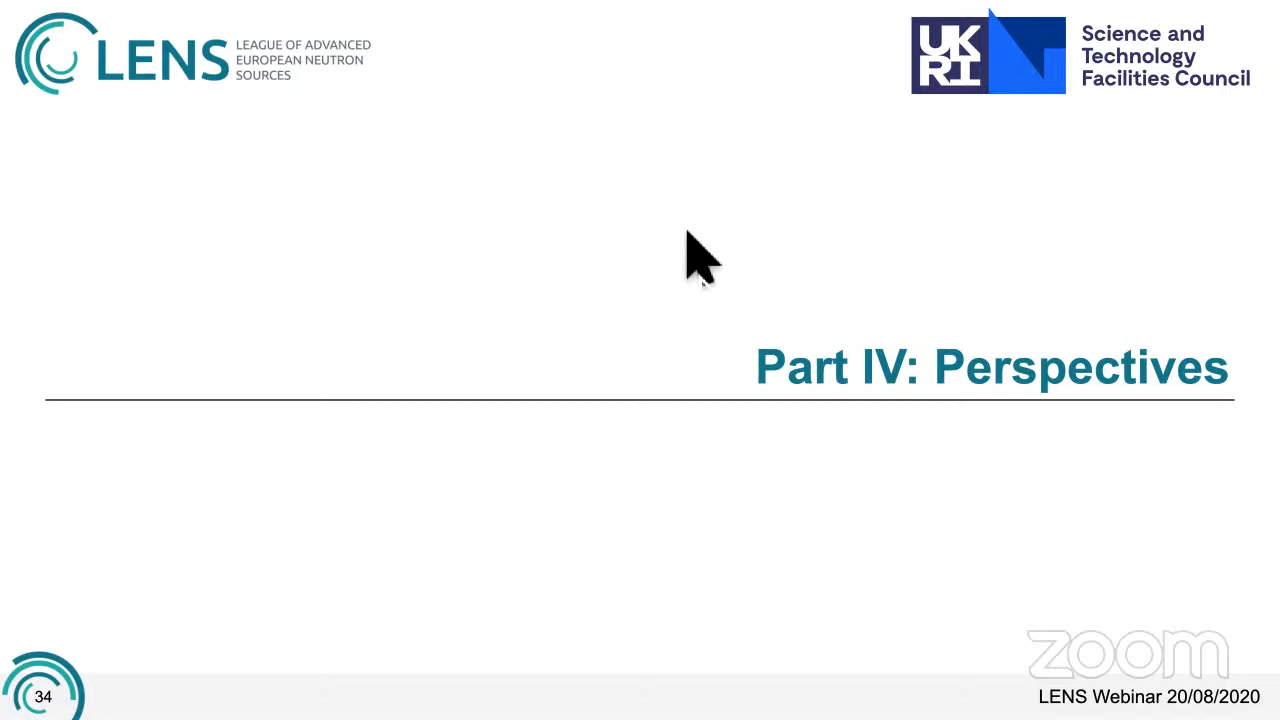 LENS
LEAGUE OF ADVANCED
EUROPEAN NEUTRON
SOURCES
UK
RI
Science and
Technology
Facilities Council
Part IV: Perspectives
zoom
34
LENS Webinar 20/08/2020